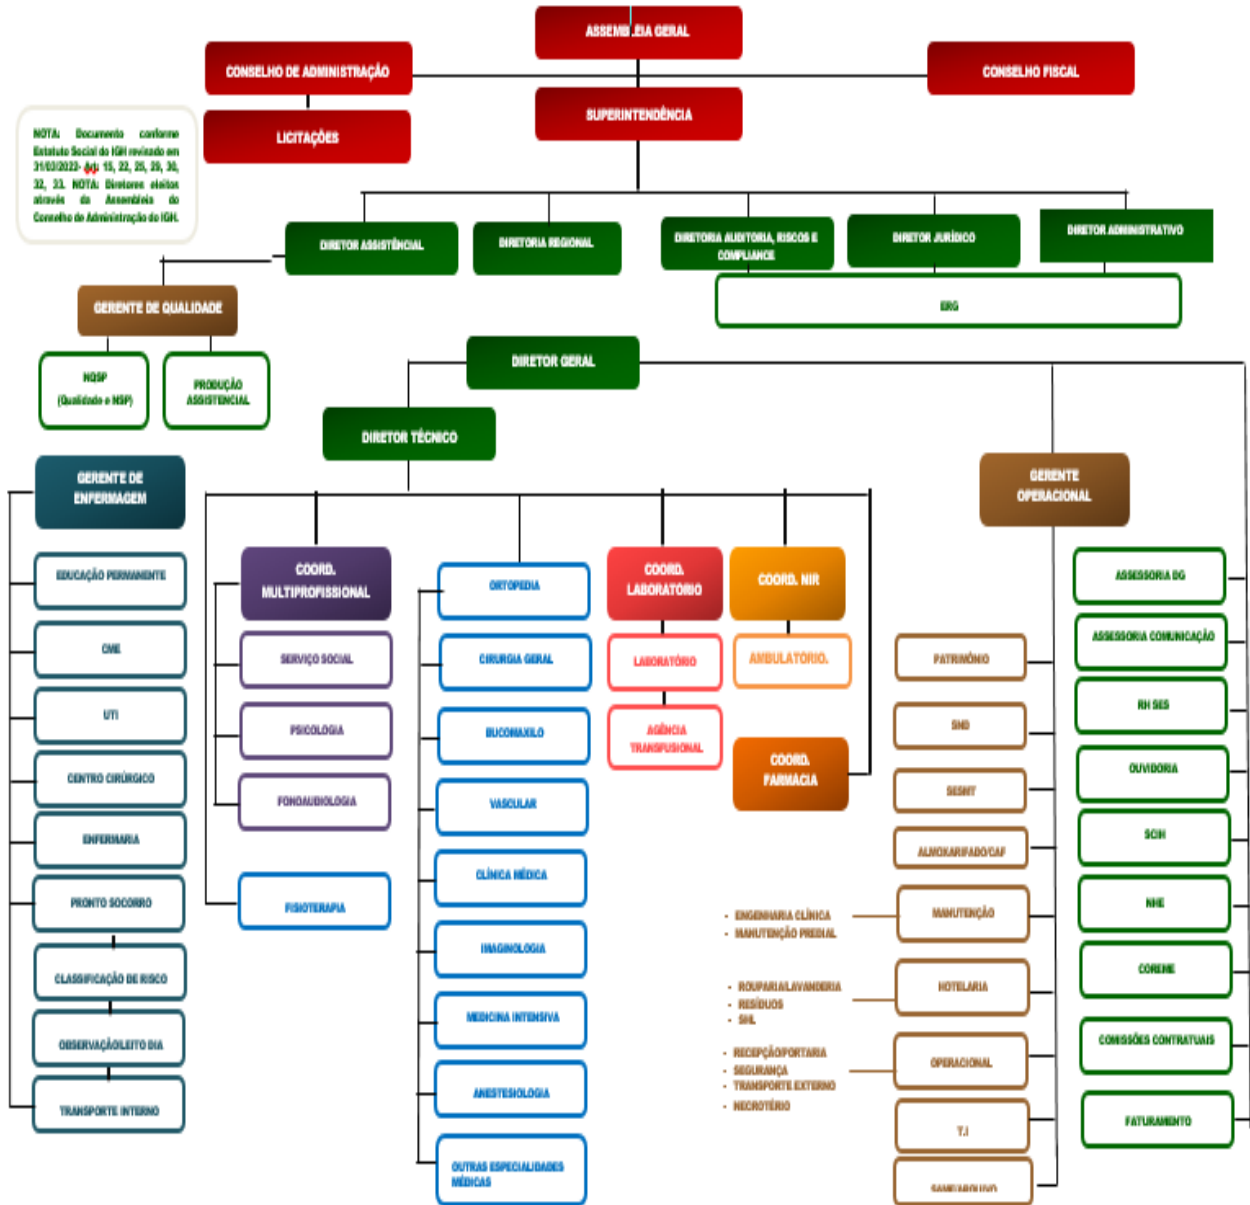 ASSEMBLEIA GERAL
CONSELHO DE ADMINISTRAÇÃO
CONSELHO FISCAL
SUPERINTENDÊNCIA
LICITAÇÕES
NOTA: Documento conforme
Estatuto Social do IGH revisado em
31/03/2022- Art: 15, 22, 25, 29, 30,
32, 33. NOTA: Diretores eleitos
através da Assembleia do
Conselho de Adminintração do IGH.
DIRETOR ASSISTÊNCIAL
DIRETORIA REGIONAL
DIRETORIA AUDITORIA, RISCOS E
COMPLIANCE
DIRETOR JURÍDICO
DIRETOR ADMINISTRATIVO
ERG
GERENTE DE QUALIDADE
NQSP
(Qualidade e NSP)
PRODUÇÃO
ASSISTENCIAL
DIRETOR GERAL
DIRETOR TÉCNICO
GERENTE DE
ENFERMAGEM
EDUCAÇÃO PERMANENTE
CME
UTI
CENTRO CIRÚRGICO
ENFERMARIA
PRONTO SOCORRO
CLASSIFICAÇÃO DE RISCO
OBSERVAÇÃO/LEITO DIA
TRANSPORTE INTERNO
COORD.
MULTIPROFISSIONAL
SERVIÇO SOCIAL
PSICOLOGIA
FONOAUDIOLOGIA
FISIOTERAPIA
ORTOPEDIA
CIRURGIA GERAL
BUCOMAXILO
VASCULAR
CLÍNICA MÉDICA
IMAGINOLOGIA
MEDICINA INTENSIVA
ANESTESIOLOGIA
OUTRAS ESPECIALIDADES
MÉDICAS
COORD.
LABORATORIO
LABORATÓRIO
AGÊNCIA
TRANSFUSIONAL
COORD. NIR
AMBULATÓRIO.
COORD.
FARMACIA
GERENTE
OPERACIONAL
PATRIMÔNIO
SND
SESMT
ALMOXARIFADO/CAF
MANUTENÇÃO
- ENGENHARIA CLÍNICA
- MANUTENÇÃO PREDIAL
HOTELARIA
- ROUPARIA/LAVANDERIA
- RESÍDUOS
- SHL
OPERACIONAL
- RECEPÇÃO/PORTARIA
- SEGURANÇA
- TRANSPORTE EXTERNO
- NECROTÉRIO
T.I
SAME/ARQUIVO
ASSESSORIA DG
ASSESSORIA COMUNICAÇÃO
RH SES
OUVIDORIA
SCIH
NHE
COREME
COMISSÕES CONTRATUAIS
FATURAMENTO